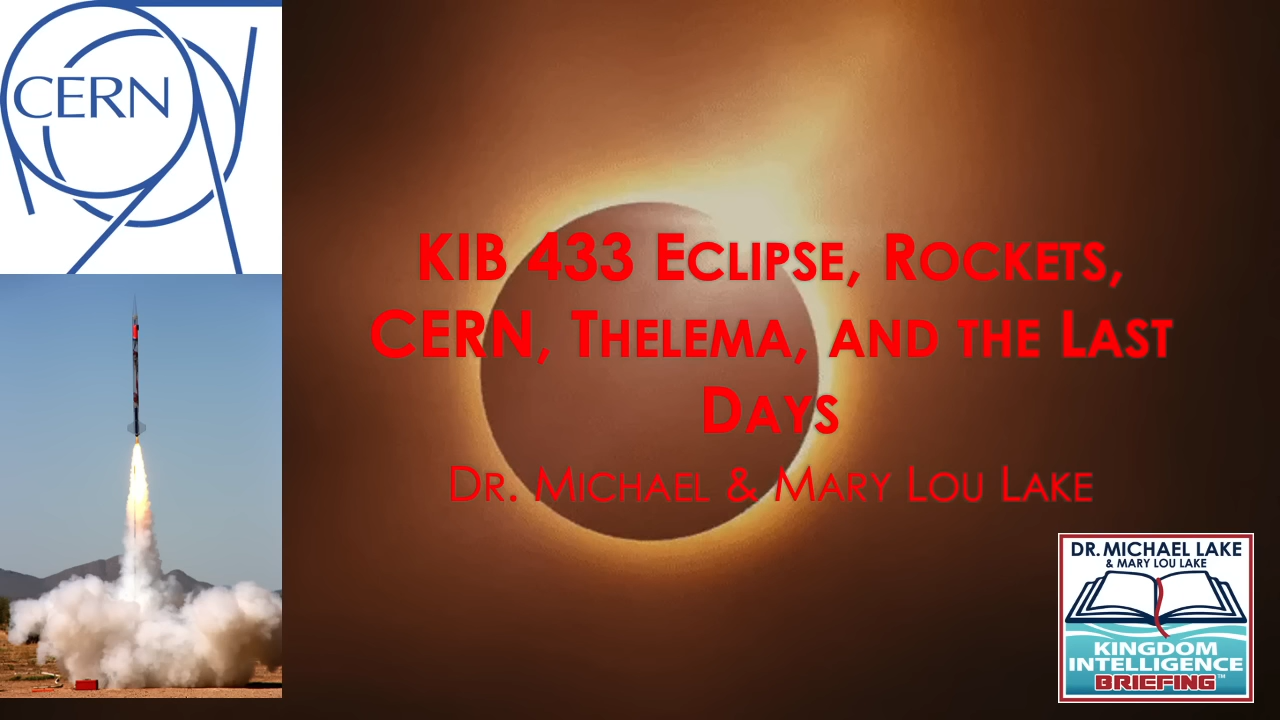 CERN
KIB 433 Eclipse, Rockets,
CERN, Thelema, and the Last
Days
Dr. Michael & Mary Lou Lake
DR. MICHAEL LAKE
& MARY LOU LAKE
KINGDOM
INTELLIGENCE
BRIEFING™